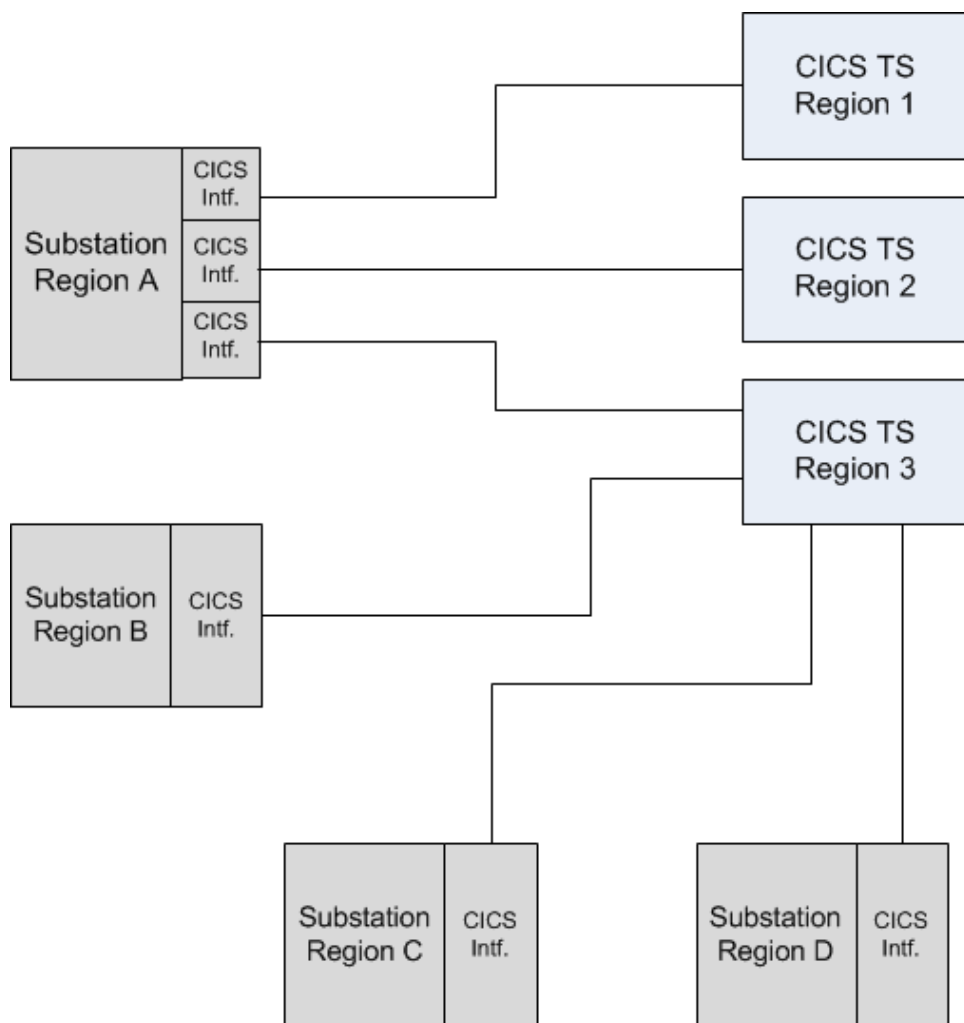 CICS TS
Region 1
CICS
Intf.
Substation
Region A
CICS
Intf.
CICS
Intf.
CICS TS
Region 2
CICS TS
Region 3
Substation
Region B
CICS
Intf.
Substation
Region C
CICS
Intf.
Substation
Region D
CICS
Intf.